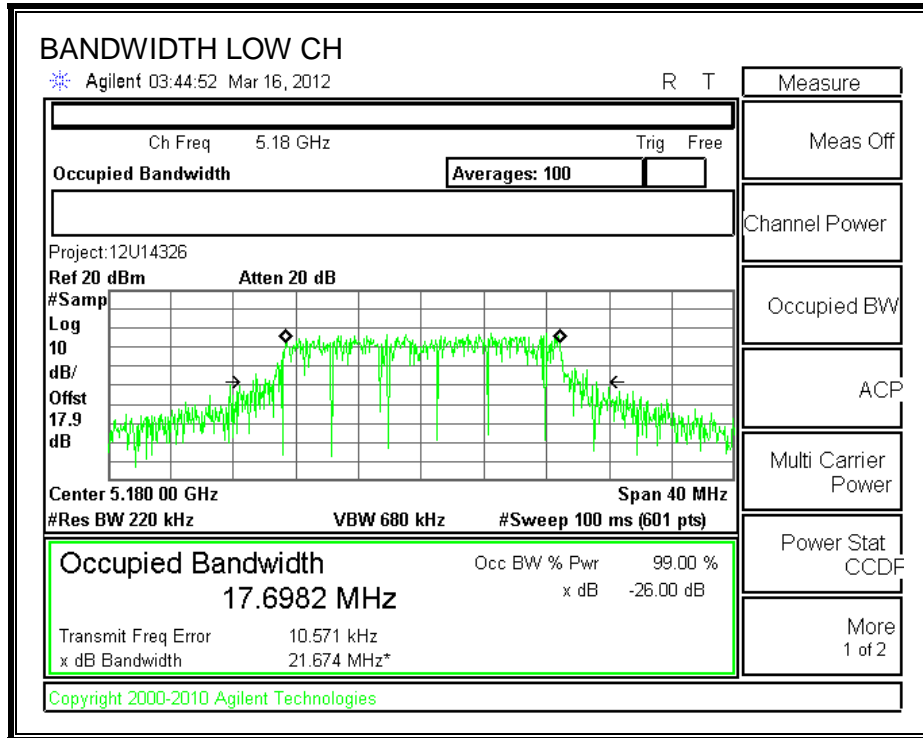 BANDWIDTH LOW CH
Agilent 03:44:52 Mar 16, 2012 R T
Measure
Ch Freq 5.18 GHz Trig Free
Meas Off
Occupied Bandwidth Averages: 100
Channel Power
Project:12U14326
Ref 20 dBm Atten 20 dB
#Samp
Log
10
dB/
Offst
17.9
dB
Occupied BW
ACP
Multi Carrier
Power
Center 5.180 00 GHz Span 40 MHz
#Res BW 220 kHz VBW 680 kHz #Sweep 100 ms (601 pts)
Power Stat
CCDF
Occupied Bandwidth Occ BW % Pwr 99.00 %
17.6982 MHz x dB -26.00 dB
Transmit Freq Error 10.571 kHz
x dB Bandwidth 21.674 MHz*
More
1 of 2
Copyright 2000-2010 Agilent Technologies